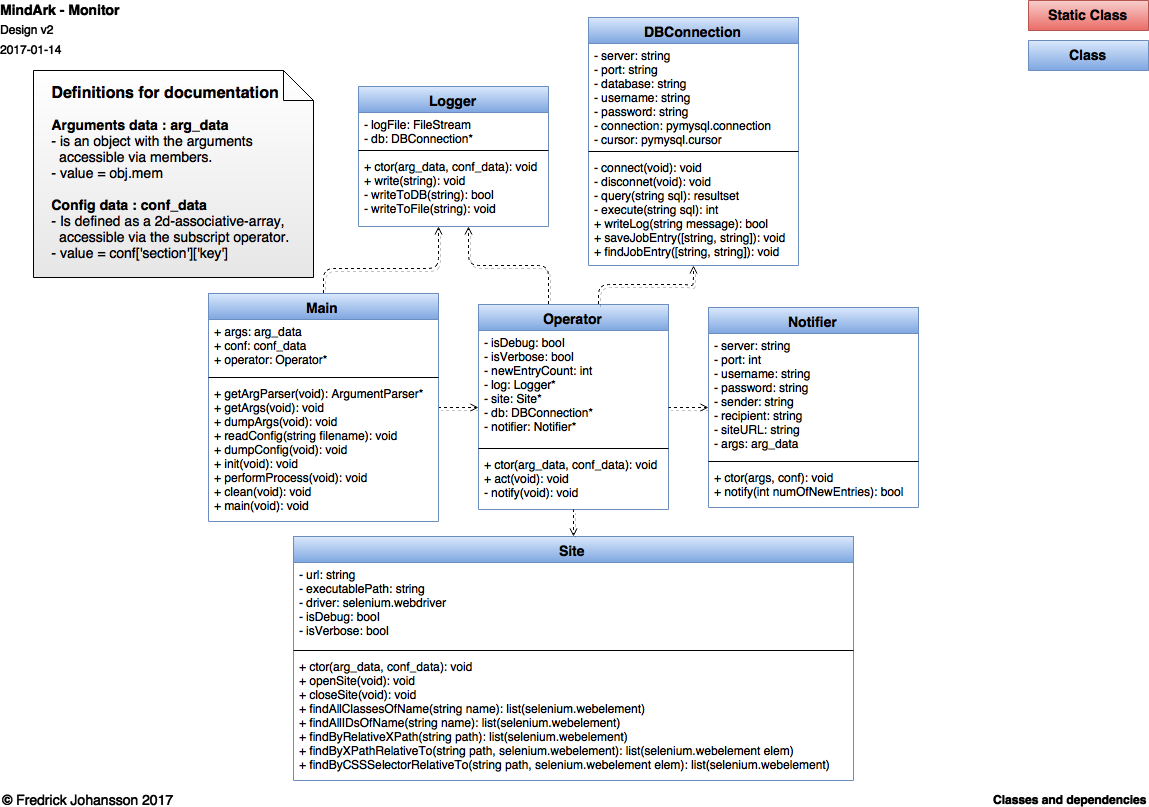 MindArk - Monitor
Design v2
2017-01-14
Static Class
Class
Definitions for documentation
Arguments data : arg_data
- is an object with the arguments
accessible via members.
- value = obj.mem
Config data : conf_data
- Is defined as a 2d-associative-array,
accessible via the subscript operator.
- value = conf['section']['key']
Logger
- logFile: FileStream
- db: DBConnection*
+ ctor(arg_data, conf_data): void
+ write(string): void
- writeToDB(string): bool
- writeToFile(string): void
DBConnection
- server: string
- port: string
- database: string
- username: string
- password: string
- connection: pymysql.connection
- cursor: pymysql.cursor
- connect(void): void
- disconnet(void): void
- query(string sql): resultset
- execute(string sql): int
+ writeLog(string message): bool
+ saveJobEntry([string, string]): void
+ findJobEntry([string, string]): void
Main
+ args: arg_data
+ conf: conf_data
+ operator: Operator*
+ getArgParser(void): ArgumentParser*
+ getArgs(void): void
+ dumpArgs(void): void
+ readConfig(string filename): void
+ dumpConfig(void): void
+ init(void): void
+ performProcess(void): void
+ clean(void): void
+ main(void): void
Operator
- isDebug: bool
- isVerbose: bool
- newEntryCount: int
- log: Logger*
- site: Site*
- db: DBConnection*
- notifier: Notifier*
+ ctor(arg_data, conf_data): void
+ act(void): void
- notify(void): void
Notifier
- server: string
- port: int
- username: string
- password: string
- sender: string
- recipient: string
- siteURL: string
- args: arg_data
+ ctor(args, conf): void
+ notify(int numOfNewEntries): bool
Site
- url: string
- executablePath: string
- driver: selenium.webdriver
- isDebug: bool
- isVerbose: bool
+ ctor(arg_data, conf_data): void
+ openSite(void): void
+ closeSite(void): void
+ findAllClassesOfName(string name): list(selenium.webelement)
+ findAllIDsOfName(string name): list(selenium.webelement)
+ findByRelativeXPath(string path): list(selenium.webelement)
+ findByXPathRelativeTo(string path, selenium.webelement): list(selenium.webelement elem)
+ findByCSSSelectorRelativeTo(string path, selenium.webelement elem): list(selenium.webelement)
© Fredrick Johansson 2017
Classes and dependencies